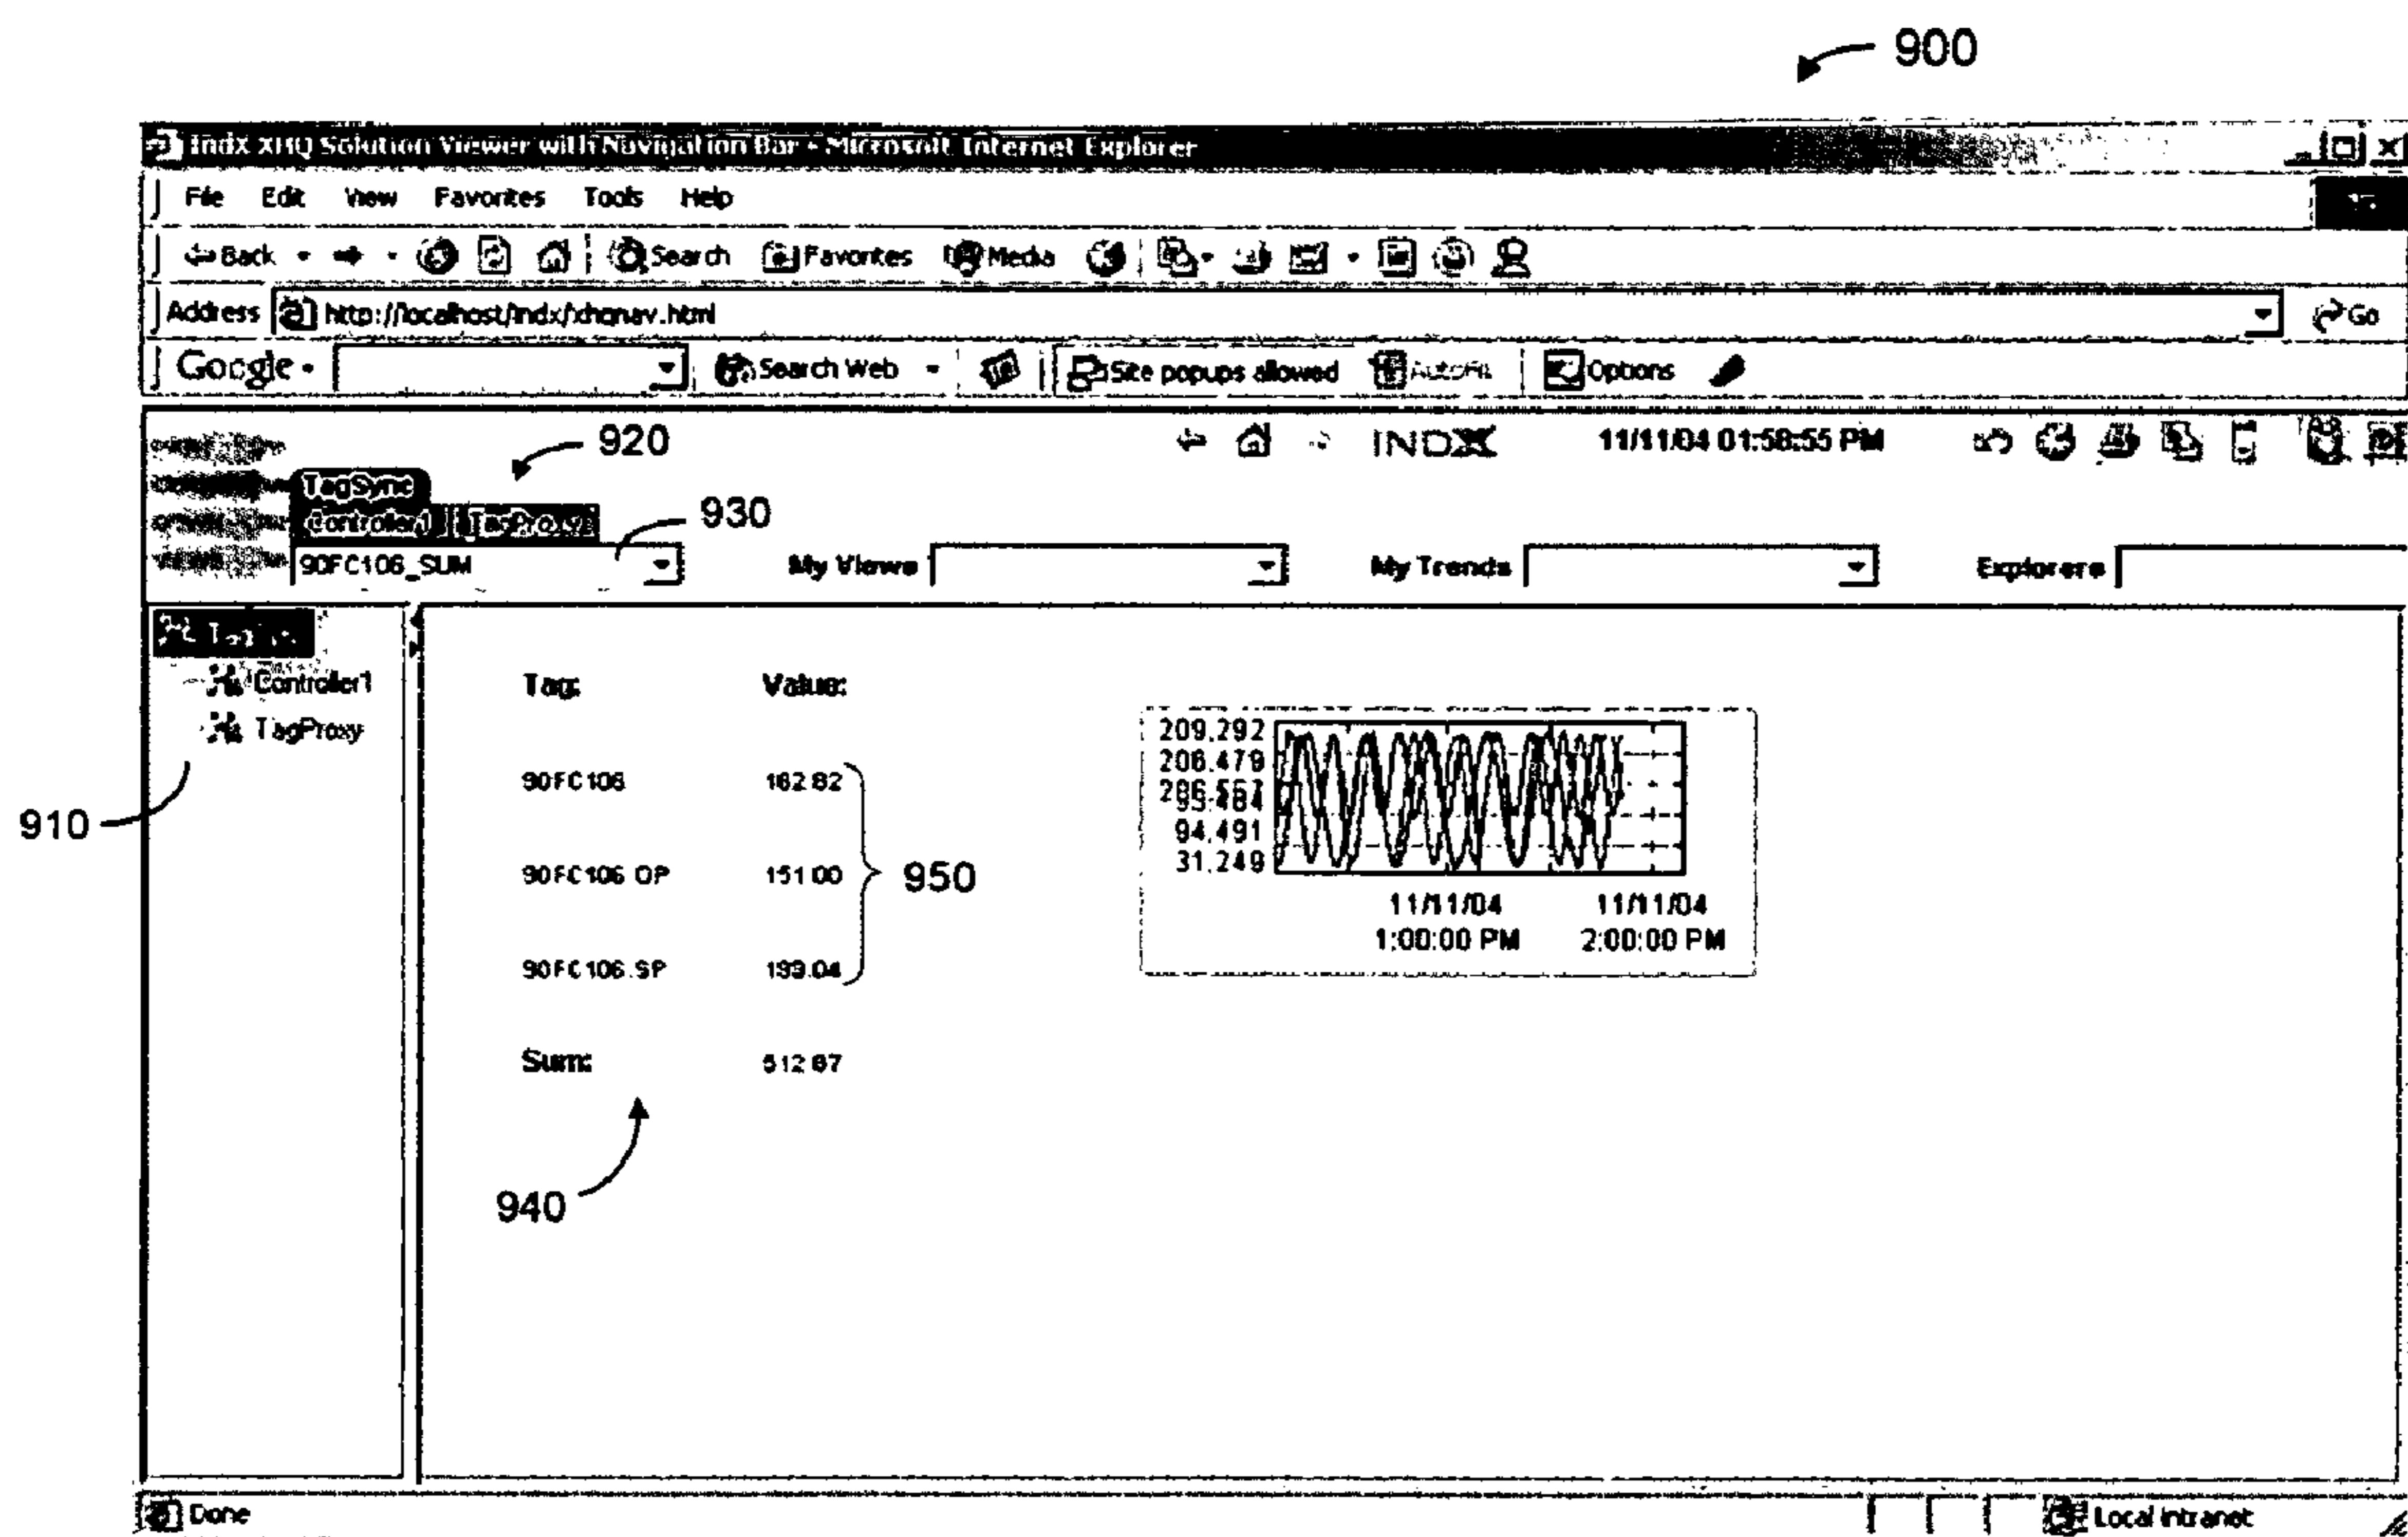 900
IndX XHQ Solution Viewer with Navigation Bar - Microsoft Internet Explorer
File Edit View Favorites Tools Help
Back Search Favorites Media
Address http://localhost/indx/xhqnav.html Go
Google Search Web Site popups allowed AutoFill Options
920
INDX 11/11/04 01:58:55 PM
TagSync
Controller1 TagProxy 930
90FC106_SUM My Views My Trends Explorers
Controller1
TagProxy
910
Tag: Value:
90FC106 162.82
90FC106.OP 151.00
90FC106.SP 199.04
950
Sum: 512.87
940
209.292
206.479
94.491
31.249
11/11/04 11/11/04
1:00:00 PM 2:00:00 PM
Done Local intranet